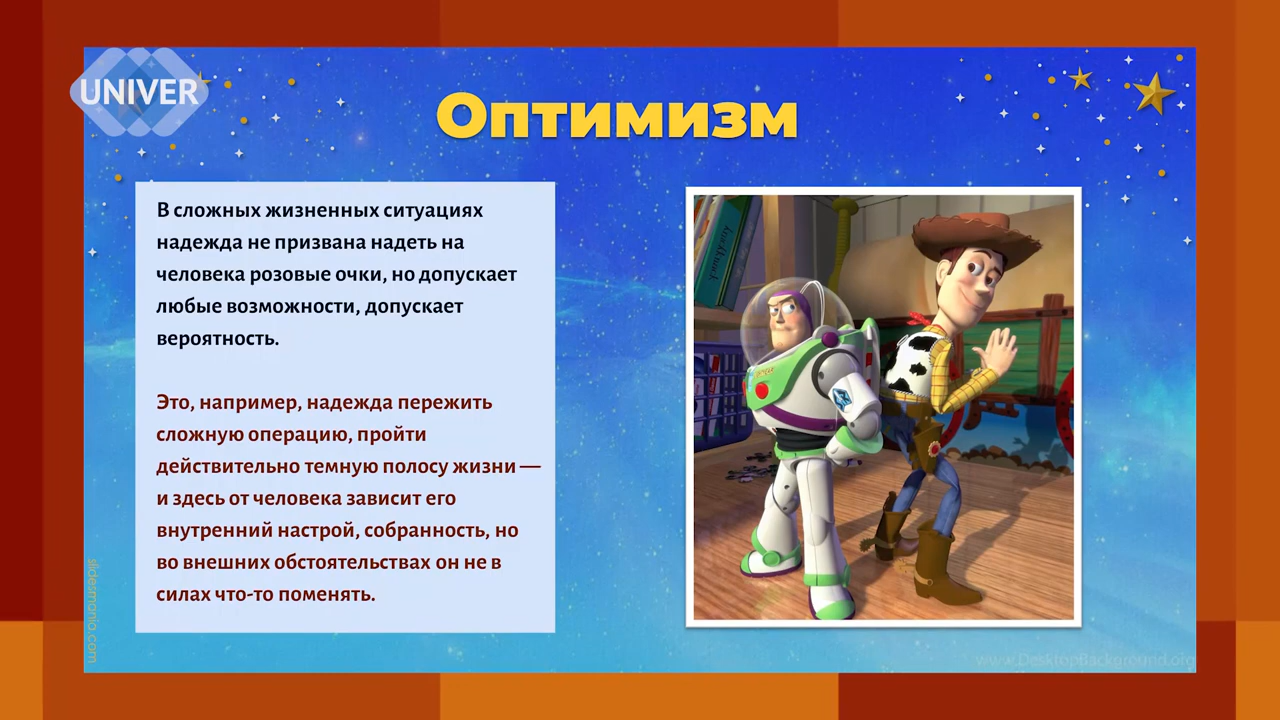 UNIVER
Оптимизм
В сложных жизненных ситуациях
надежда не призвана надеть на
человека розовые очки, но допускает
любые возможности, допускает
вероятность.
Это, например, надежда пережить
сложную операцию, пройти
действительно темную полосу жизни —
и здесь от человека зависит его
внутренний настрой, собранность, но
во внешних обстоятельствах он не в
силах что-то поменять.
slidesmania.com
www.DesktopBackground.org